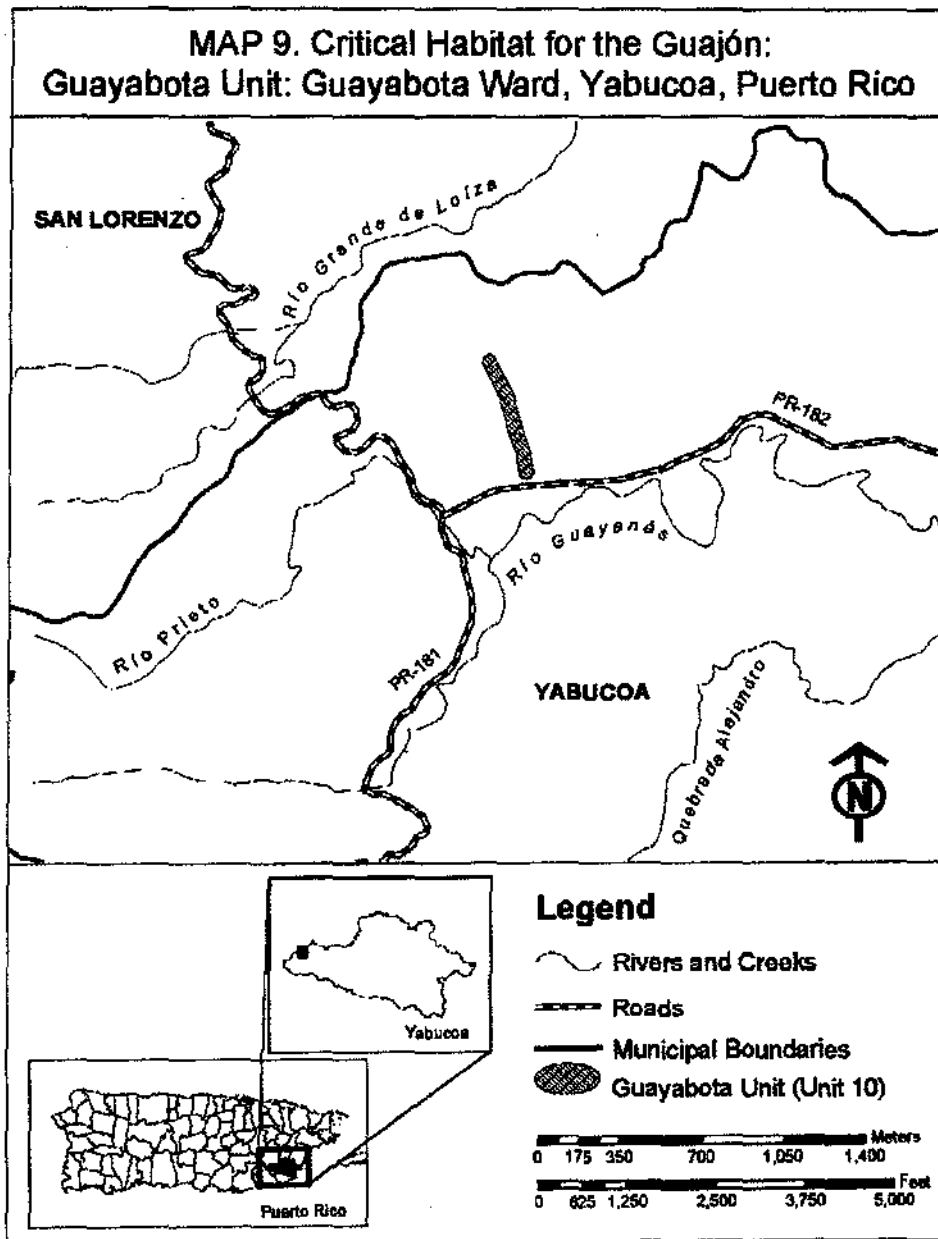 MAP 9. Critical Habitat for the Guajón:
Guayabota Unit: Guayabota Ward, Yabucoa, Puerto Rico
SAN LORENZO
Río Grande de Loíza
PR-182
Río Guayanés
Río Prieto
PR-181
YABUCOA
Quebrada Alejandro
N
Yabucoa
Puerto Rico
Legend
Rivers and Creeks
Roads
Municipal Boundaries
Guayabota Unit (Unit 10)
Meters
0 175 350 700 1,050 1,400
Feet
0 625 1,250 2,500 3,750 5,000